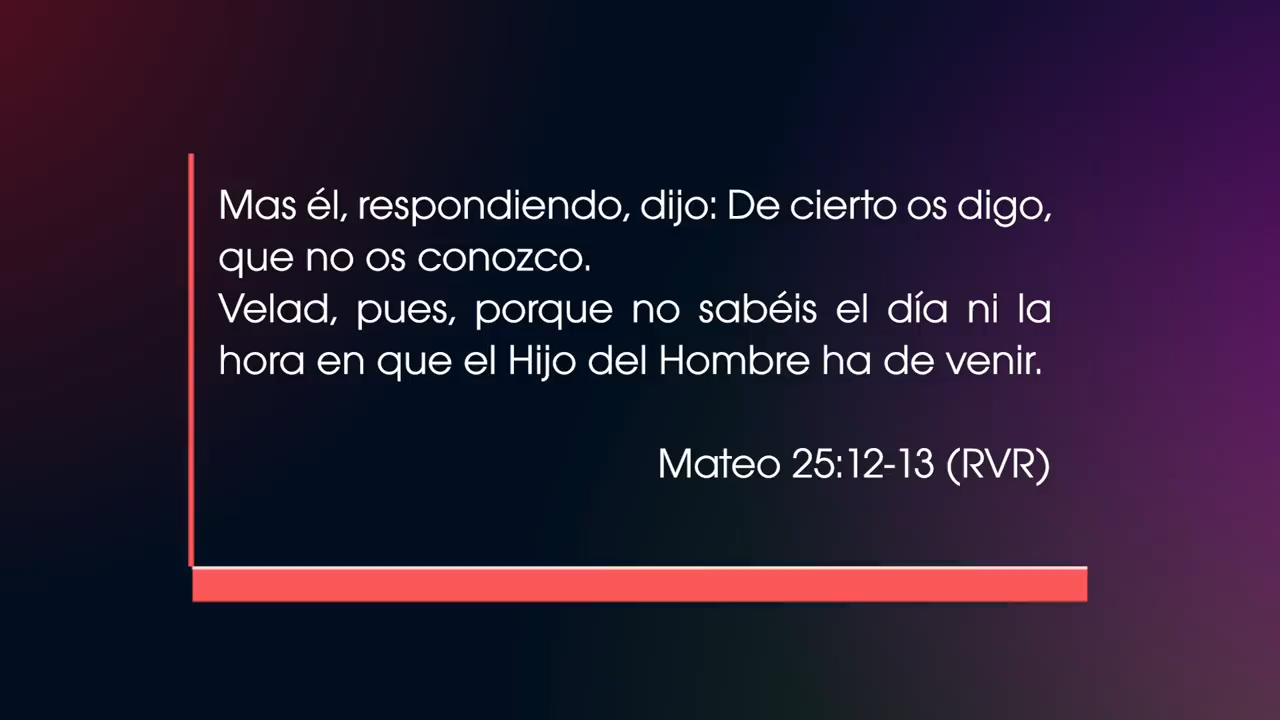 Mas él, respondiendo, dijo: De cierto os digo,
que no os conozco.
Velad, pues, porque no sabéis el día ni la
hora en que el Hijo del Hombre ha de venir.
Mateo 25:12-13 (RVR)